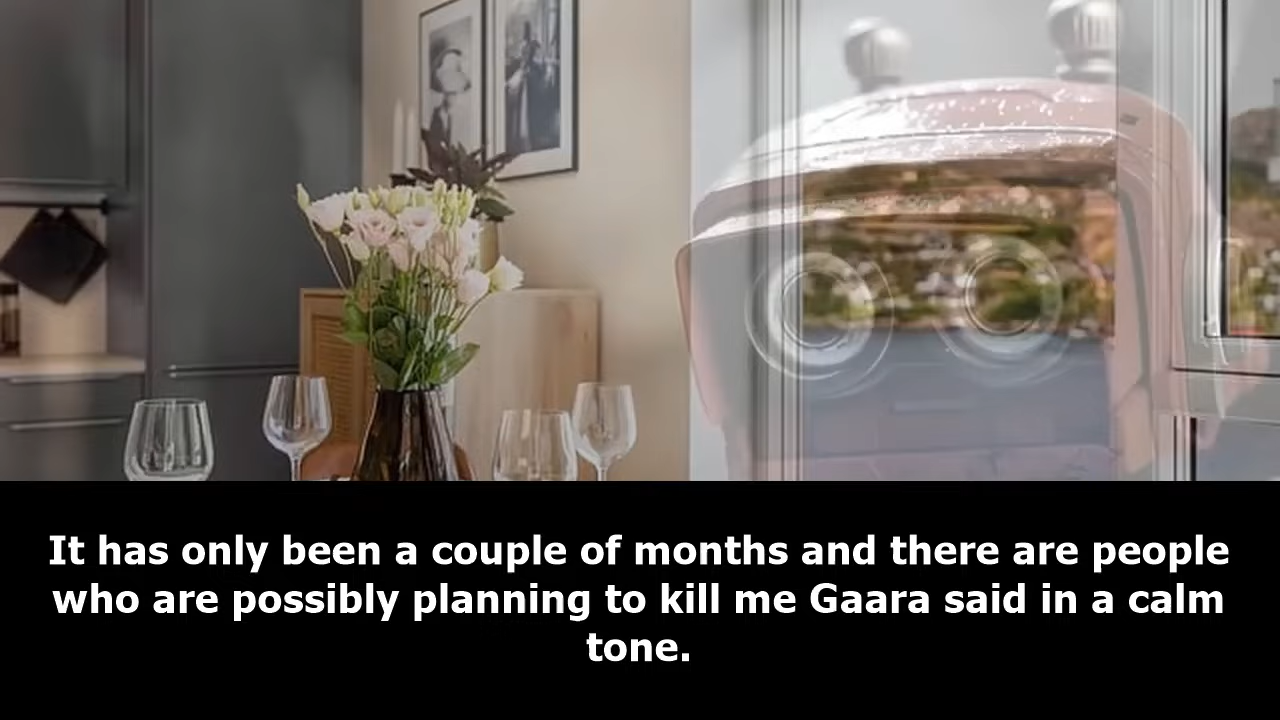 It has only been a couple of months and there are people
who are possibly planning to kill me Gaara said in a calm
tone.